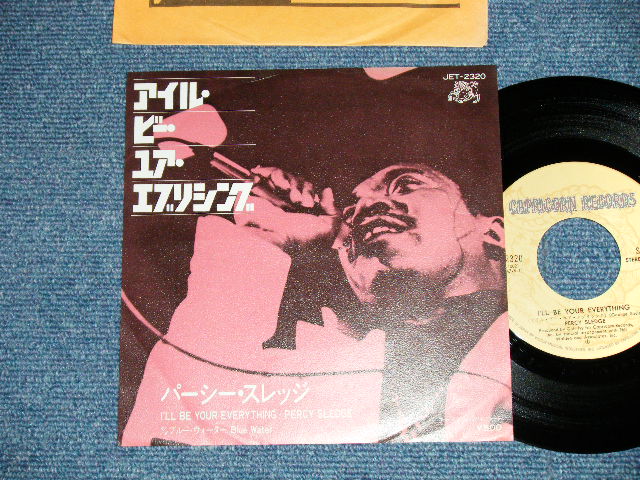 JET-2320
アイル・
ビー・
ユア・
エブリシング
パーシー・スレッジ
I'LL BE YOUR EVERYTHING / PERCY SLEDGE
ブルー・ウォーター Blue Water
CAPRICORN RECORDS
2320
STEREO
I'LL BE YOUR EVERYTHING
PERCY SLEDGE